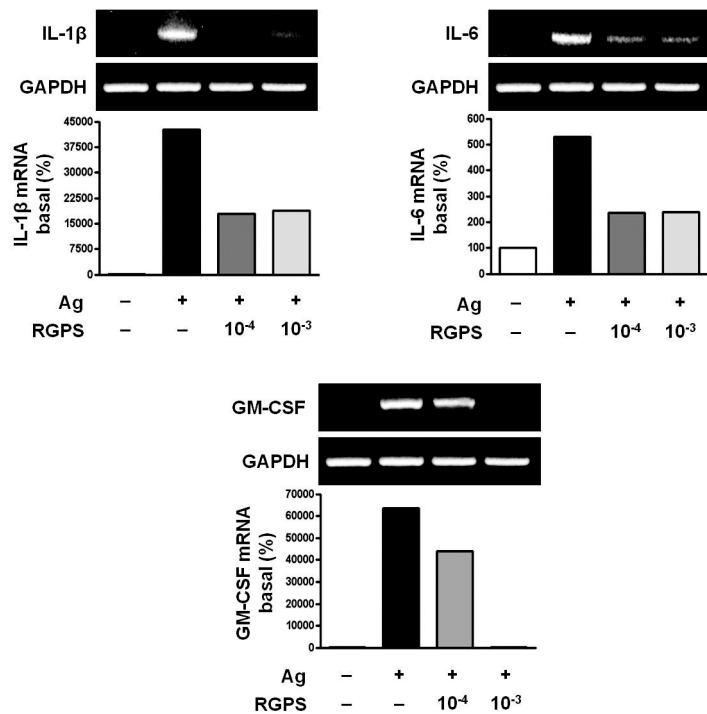 IL-1β
GAPDH
IL-1β mRNA
basal (%)
45000
37500
30000
22500
15000
7500
0
Ag – + + +
RGPS – – 10⁻⁴ 10⁻³
IL-6
GAPDH
IL-6 mRNA
basal (%)
600
500
400
300
200
100
0
Ag – + + +
RGPS – – 10⁻⁴ 10⁻³
GM-CSF
GAPDH
GM-CSF mRNA
basal (%)
70000
60000
50000
40000
30000
20000
10000
0
Ag – + + +
RGPS – – 10⁻⁴ 10⁻³